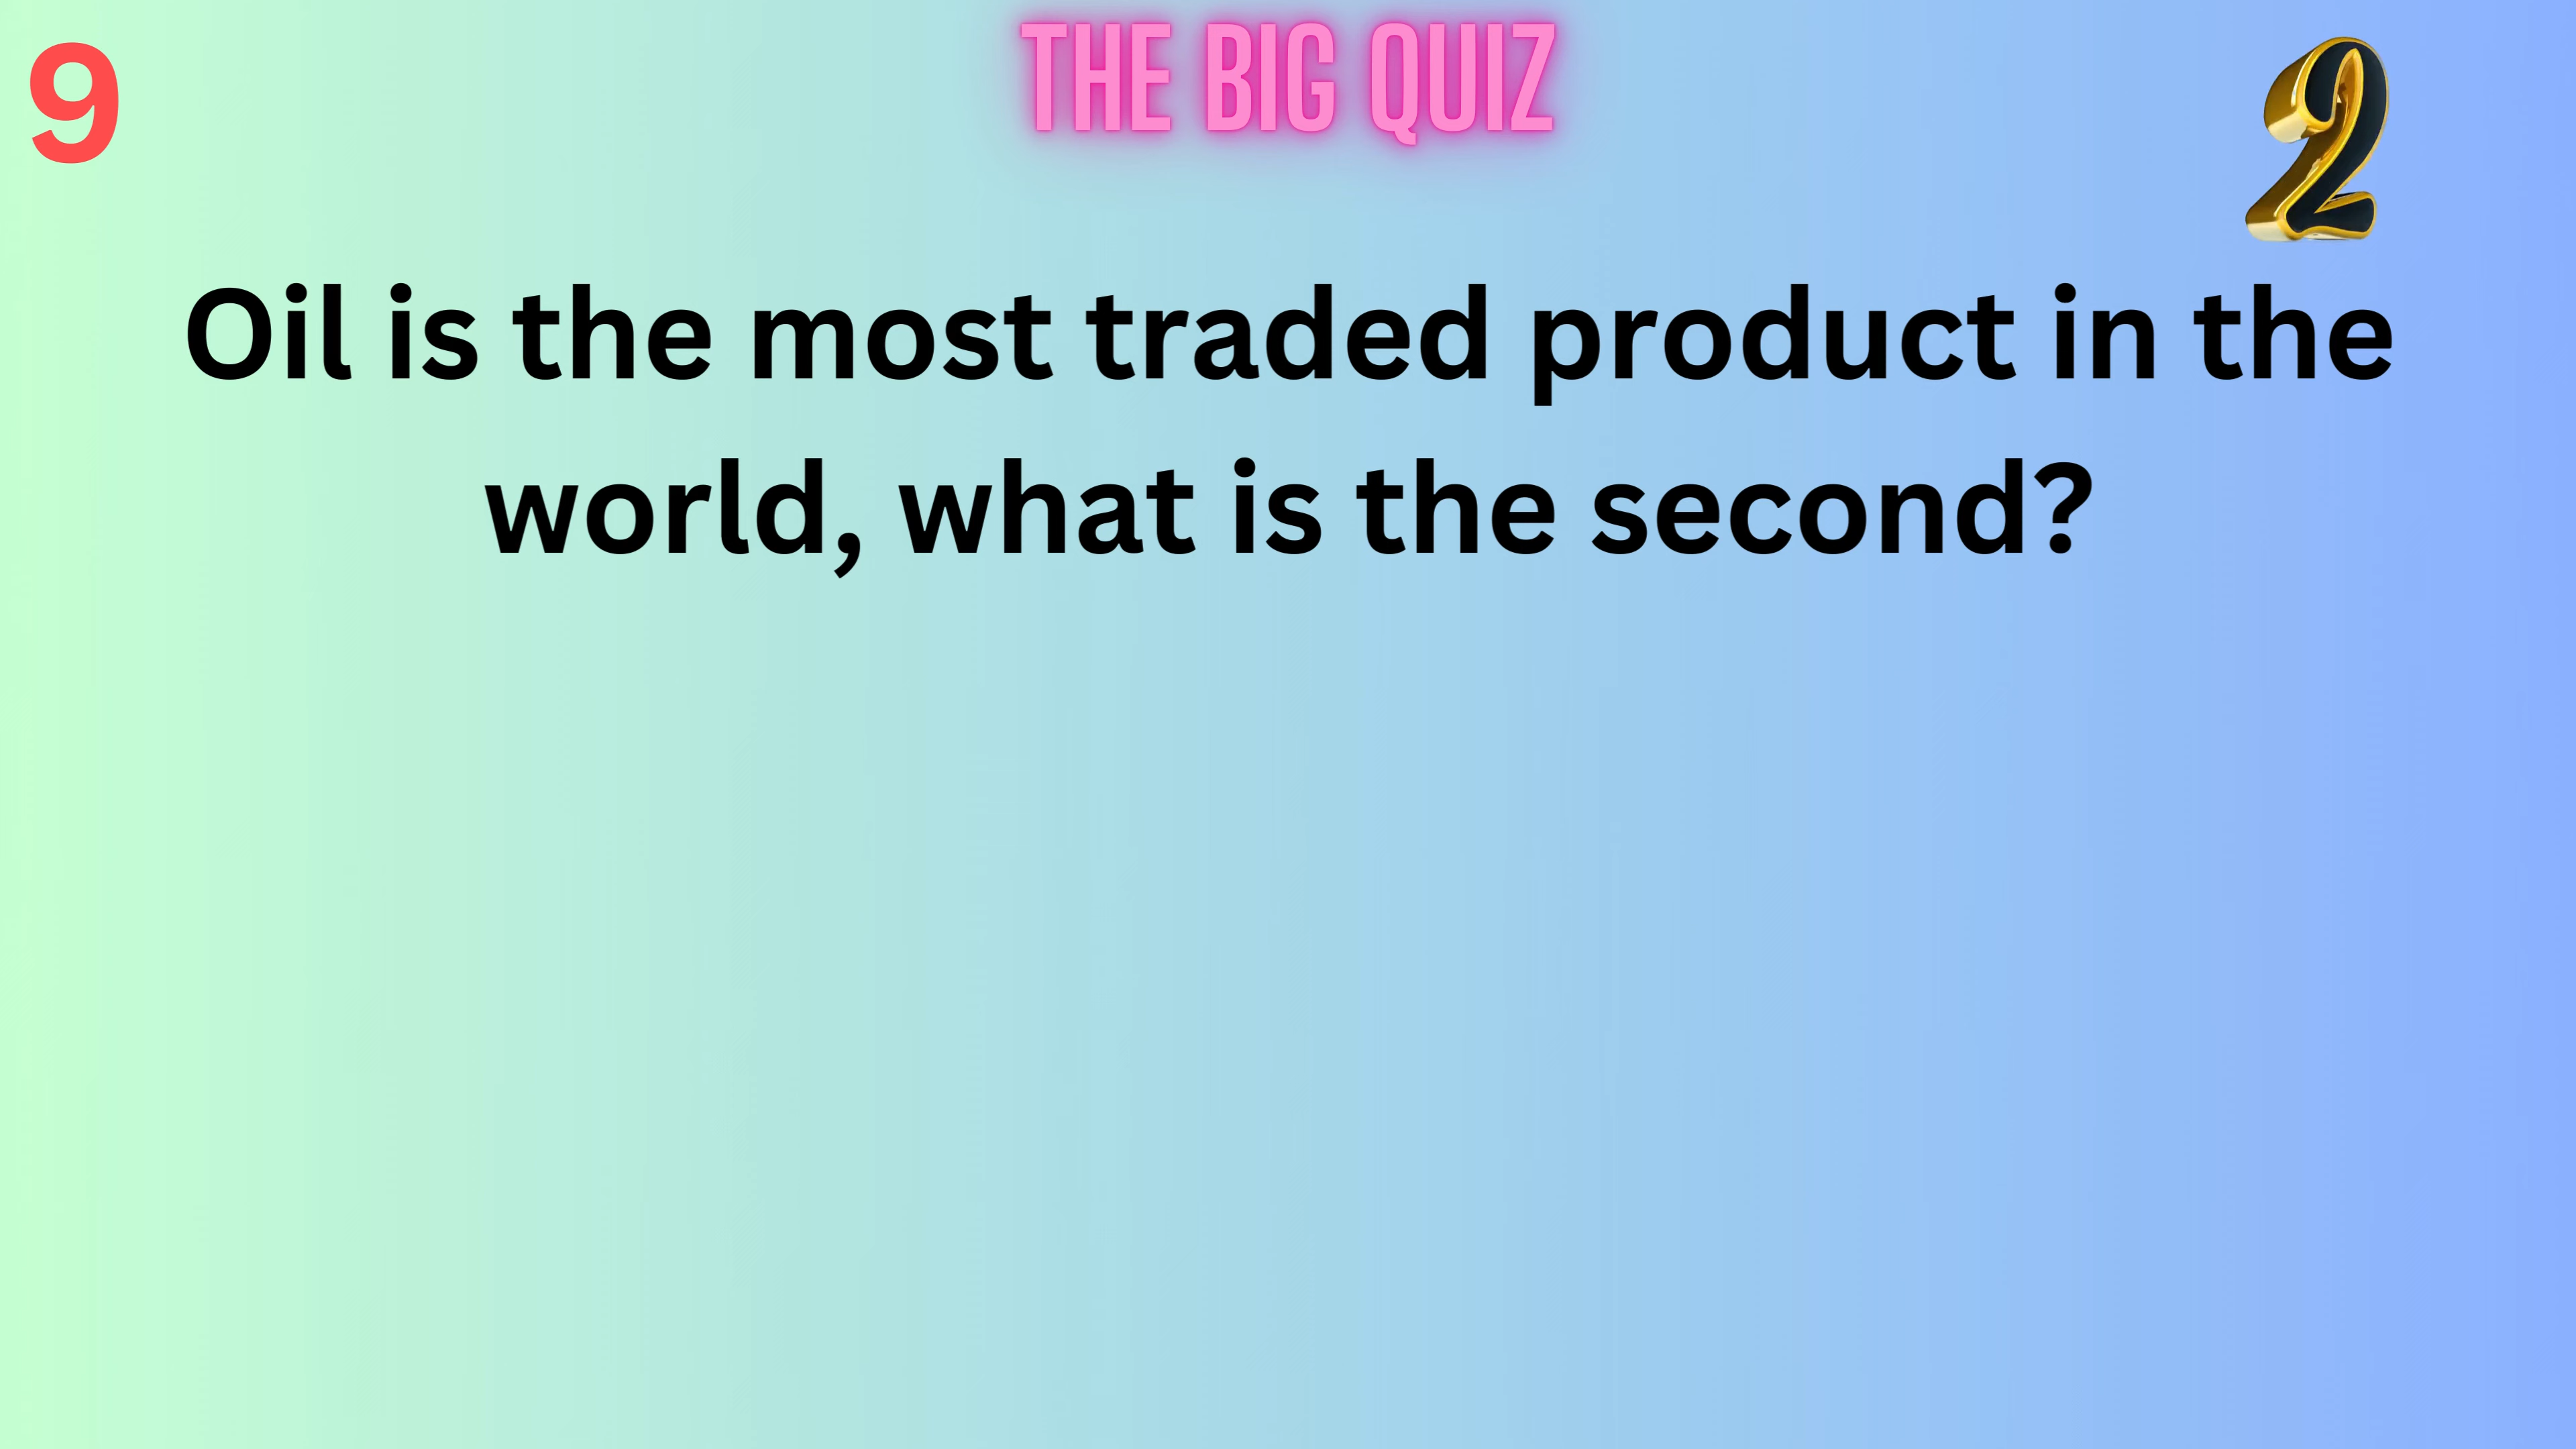 9
THE BIG QUIZ
2
Oil is the most traded product in the
world, what is the second?